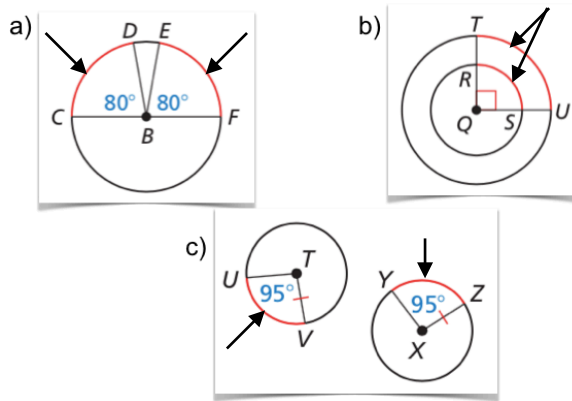 a)
D E
80° 80°
C B F
b)
T
R
Q S U
c)
T
U 95°
V
Y Z
95°
X